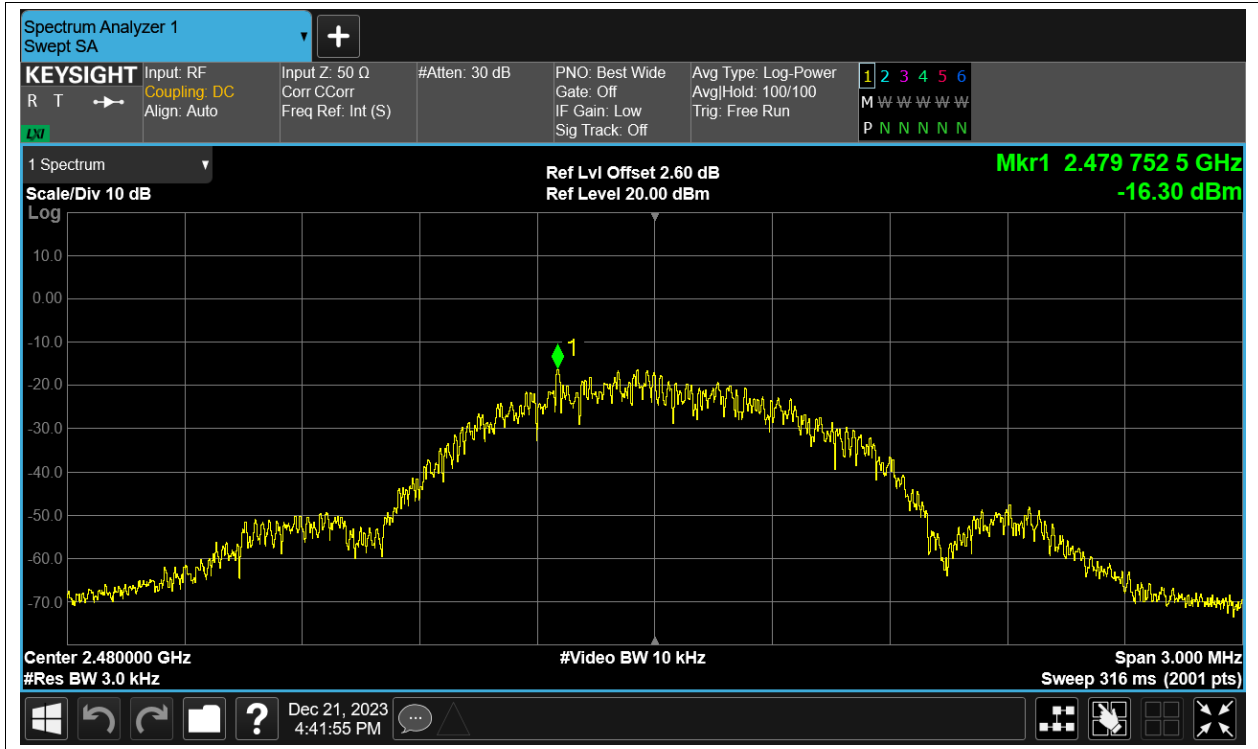 Spectrum Analyzer 1
Swept SA
+
KEYSIGHT
R T
LXI
Input: RF
Coupling: DC
Align: Auto
Input Z: 50 Ω
Corr CCorr
Freq Ref: Int (S)
#Atten: 30 dB
PNO: Best Wide
Gate: Off
IF Gain: Low
Sig Track: Off
Avg Type: Log-Power
Avg|Hold: 100/100
Trig: Free Run
1 2 3 4 5 6
M W W W W W
P N N N N N
1 Spectrum
Scale/Div 10 dB
Log
Ref Lvl Offset 2.60 dB
Ref Level 20.00 dBm
Mkr1 2.479 752 5 GHz
-16.30 dBm
10.0
0.00
-10.0
-20.0
-30.0
-40.0
-50.0
-60.0
-70.0
1
Center 2.480000 GHz
#Res BW 3.0 kHz
#Video BW 10 kHz
Span 3.000 MHz
Sweep 316 ms (2001 pts)
?
Dec 21, 2023
4:41:55 PM